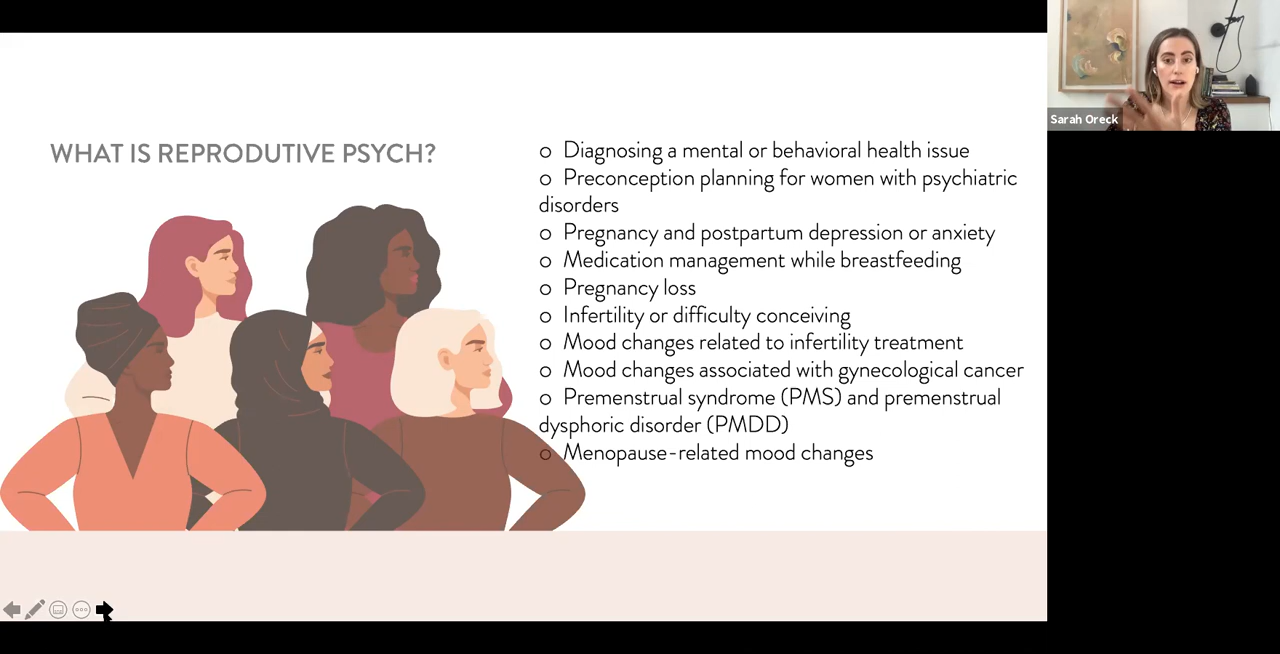 WHAT IS REPRODUTIVE PSYCH?
o Diagnosing a mental or behavioral health issue
o Preconception planning for women with psychiatric
disorders
o Pregnancy and postpartum depression or anxiety
o Medication management while breastfeeding
o Pregnancy loss
o Infertility or difficulty conceiving
o Mood changes related to infertility treatment
o Mood changes associated with gynecological cancer
o Premenstrual syndrome (PMS) and premenstrual
dysphoric disorder (PMDD)
o Menopause-related mood changes
Sarah Oreck